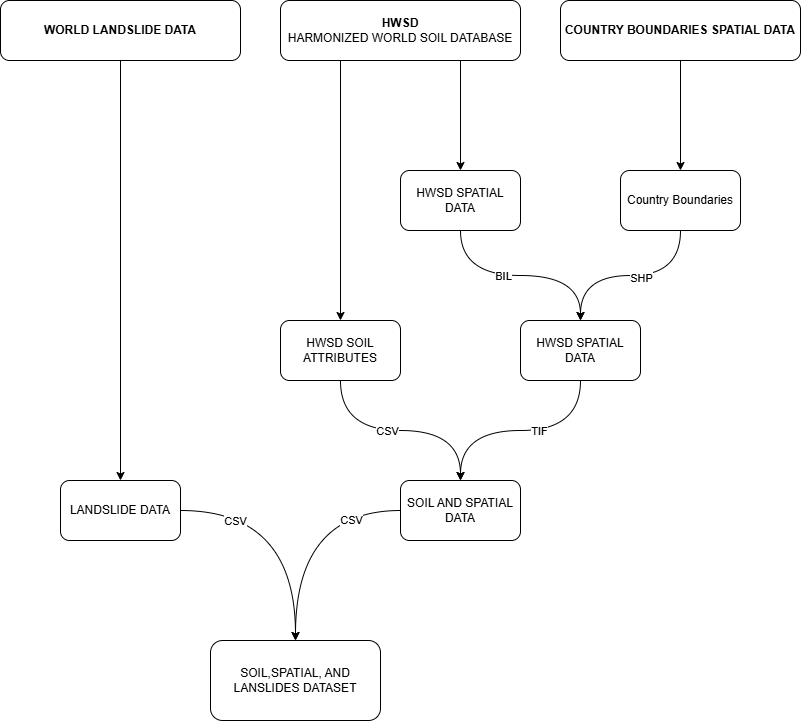 WORLD LANDSLIDE DATA
HWSD
HARMONIZED WORLD SOIL DATABASE
COUNTRY BOUNDARIES SPATIAL DATA
HWSD SPATIAL
DATA
Country Boundaries
BIL
SHP
HWSD SOIL
ATTRIBUTES
HWSD SPATIAL
DATA
CSV
TIF
LANDSLIDE DATA
SOIL AND SPATIAL
DATA
CSV
CSV
SOIL,SPATIAL, AND
LANSLIDES DATASET